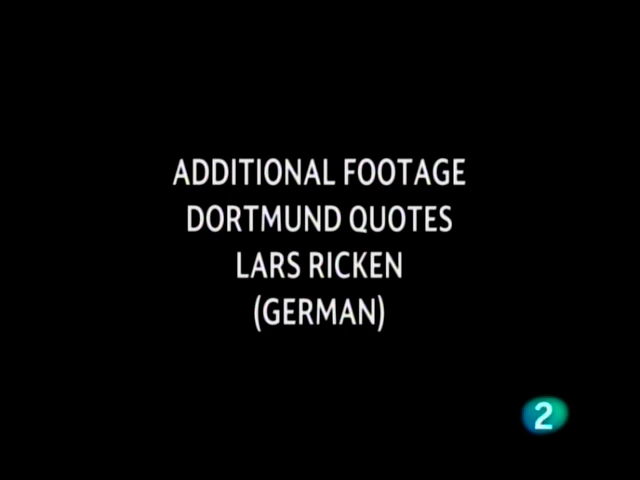 ADDITIONAL FOOTAGE
DORTMUND QUOTES
LARS RICKEN
(GERMAN)
2